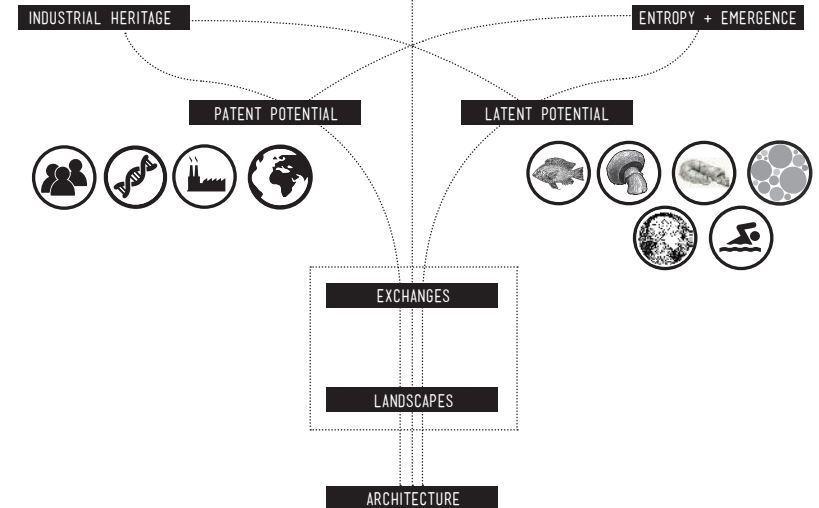 INDUSTRIAL HERITAGE
ENTROPY + EMERGENCE
PATENT POTENTIAL
LATENT POTENTIAL
EXCHANGES
LANDSCAPES
ARCHITECTURE